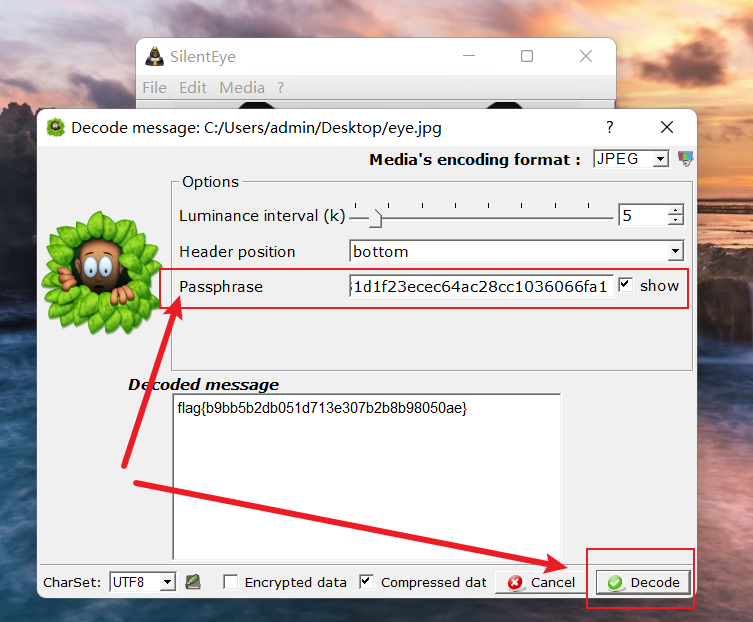 SilentEye
File Edit Media ?
Decode message: C:/Users/admin/Desktop/eye.jpg ?
Media's encoding format : JPEG
Options
Luminance interval (k) 5
Header position bottom
Passphrase 1d1f23ecec64ac28cc1036066fa1 show
Decoded message
flag{b9bb5b2db051d713e307b2b8b98050ae}
CharSet: UTF8 Encrypted data Compressed dat Cancel Decode